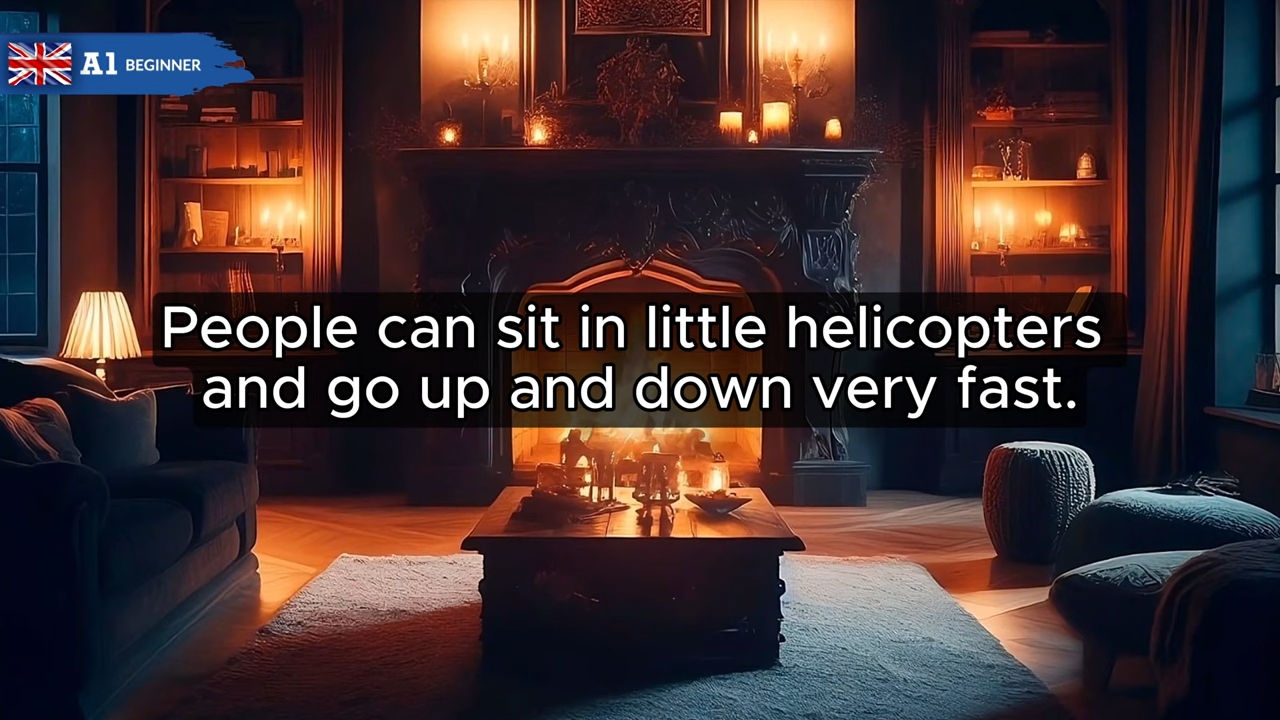 A1 BEGINNER
People can sit in little helicopters
and go up and down very fast.